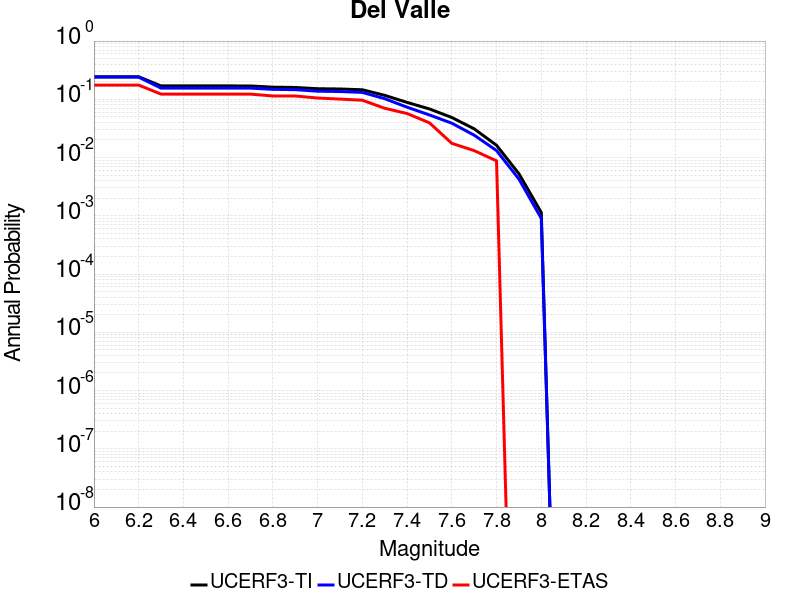 Del Valle
10^0
10^-1
10^-2
10^-3
10^-4
10^-5
10^-6
10^-7
10^-8
Annual Probability
6 6.2 6.4 6.6 6.8 7 7.2 7.4 7.6 7.8 8 8.2 8.4 8.6 8.8 9
Magnitude
UCERF3-TI UCERF3-TD UCERF3-ETAS